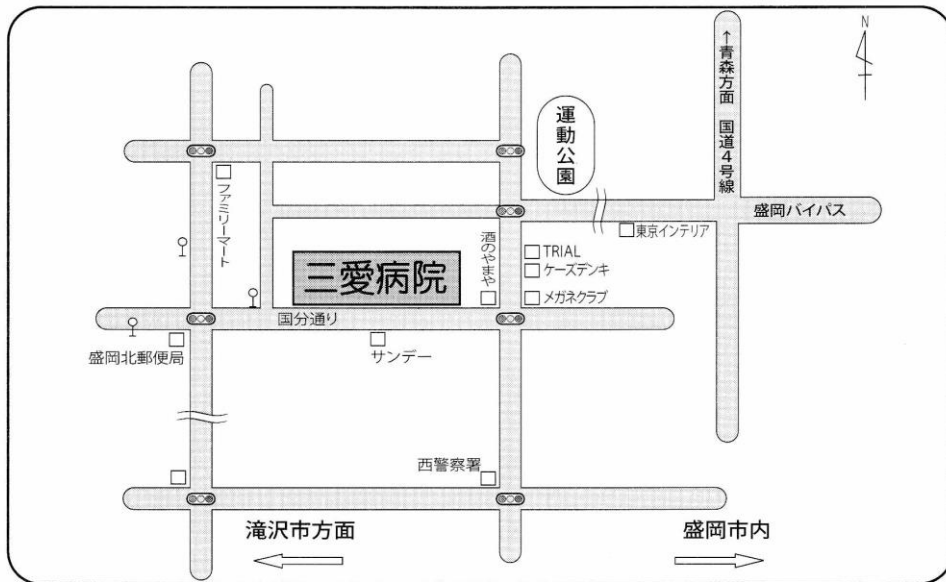 N
↑青森方面 国道4号線
運動公園
ファミリーマート
盛岡バイパス
東京インテリア
酒のやまや
TRIAL
ケーズデンキ
三愛病院
メガネクラブ
国分通り
盛岡北郵便局
サンデー
西警察署
滝沢市方面
盛岡市内